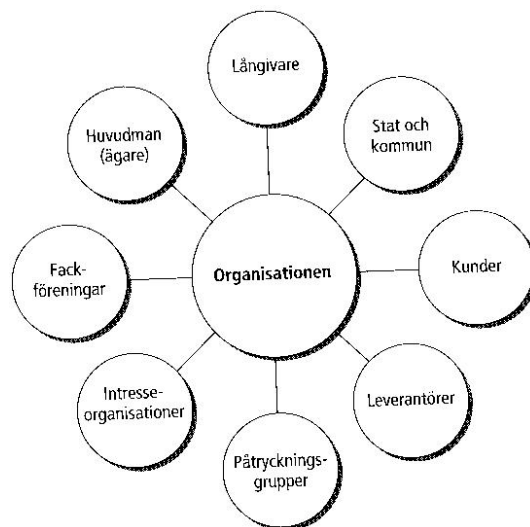 Långivare
Stat och
kommun
Huvudman
(ägare)
Organisationen
Kunder
Fack-
föreningar
Intresse-
organisationer
Leverantörer
Påtrycknings-
grupper